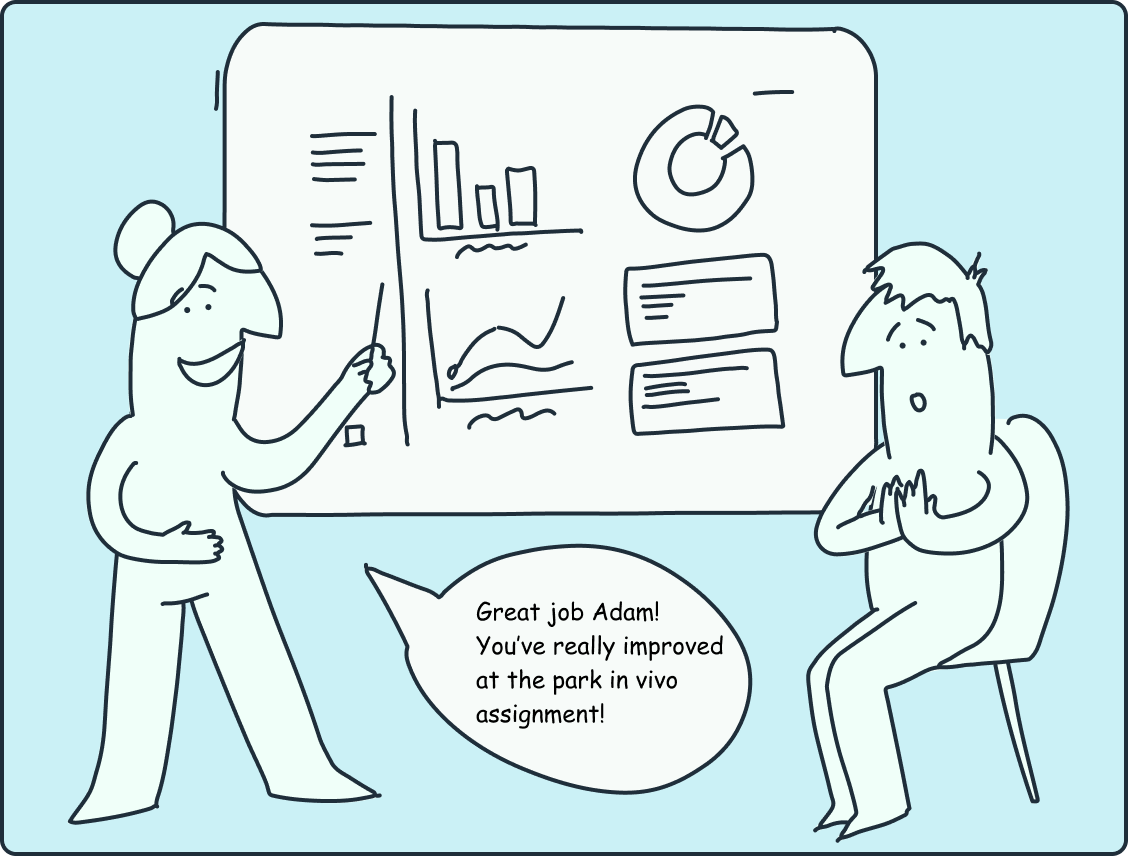 Great job Adam!
You've really improved
at the park in vivo
assignment!